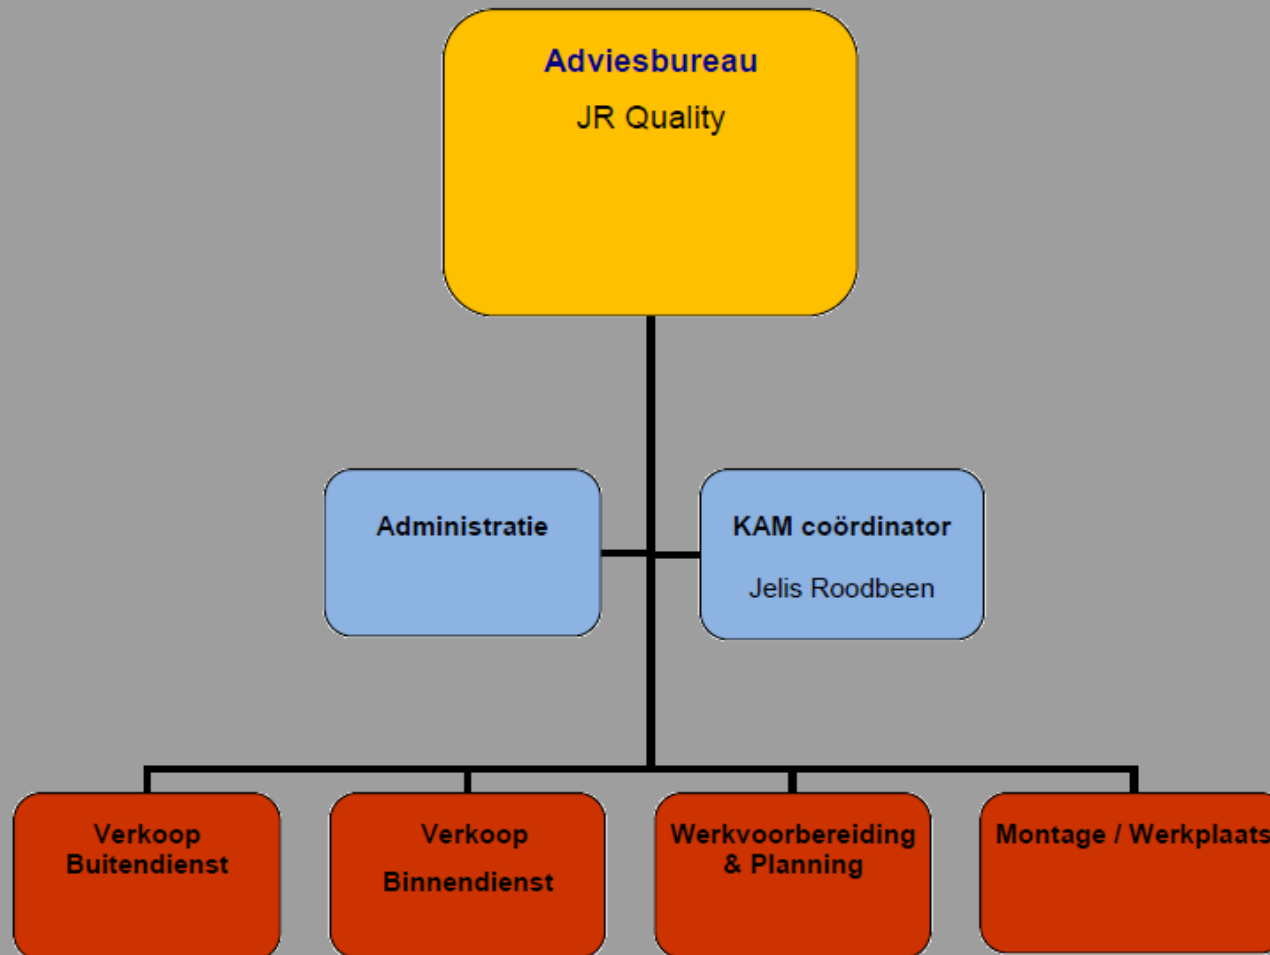 Adviesbureau
JR Quality
Administratie
KAM coördinator
Jelis Roodbeen
Verkoop
Buitendienst
Verkoop
Binnendienst
Werkvoorbereiding
& Planning
Montage / Werkplaats